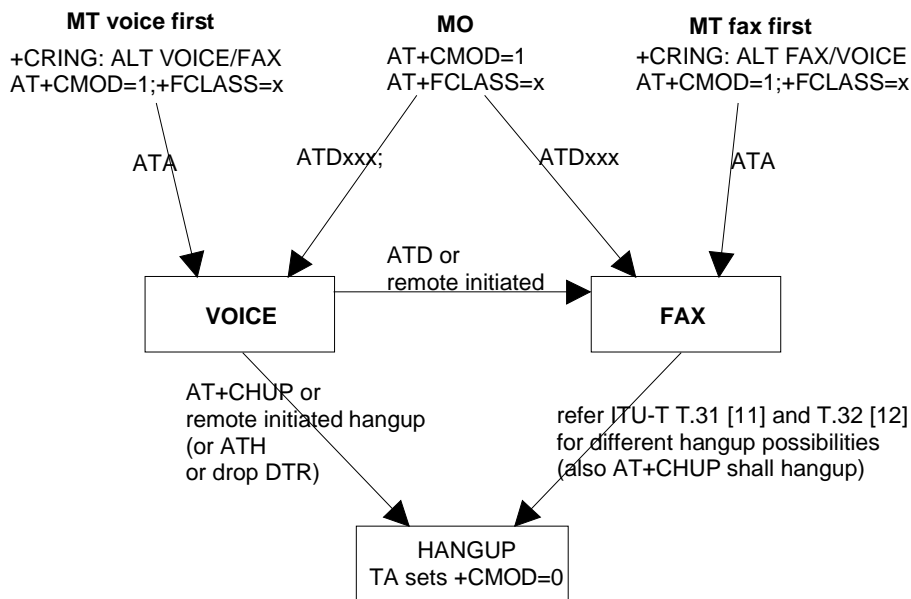 MT voice first
+CRING: ALT VOICE/FAX
AT+CMOD=1;+FCLASS=x
MO
AT+CMOD=1
AT+FCLASS=x
MT fax first
+CRING: ALT FAX/VOICE
AT+CMOD=1;+FCLASS=x
ATA
ATDxxx;
ATDxxx
ATA
ATD or
remote initiated
VOICE
FAX
AT+CHUP or
remote initiated hangup
(or ATH
or drop DTR)
refer ITU-T T.31 [11] and T.32 [12]
for different hangup possibilities
(also AT+CHUP shall hangup)
HANGUP
TA sets +CMOD=0